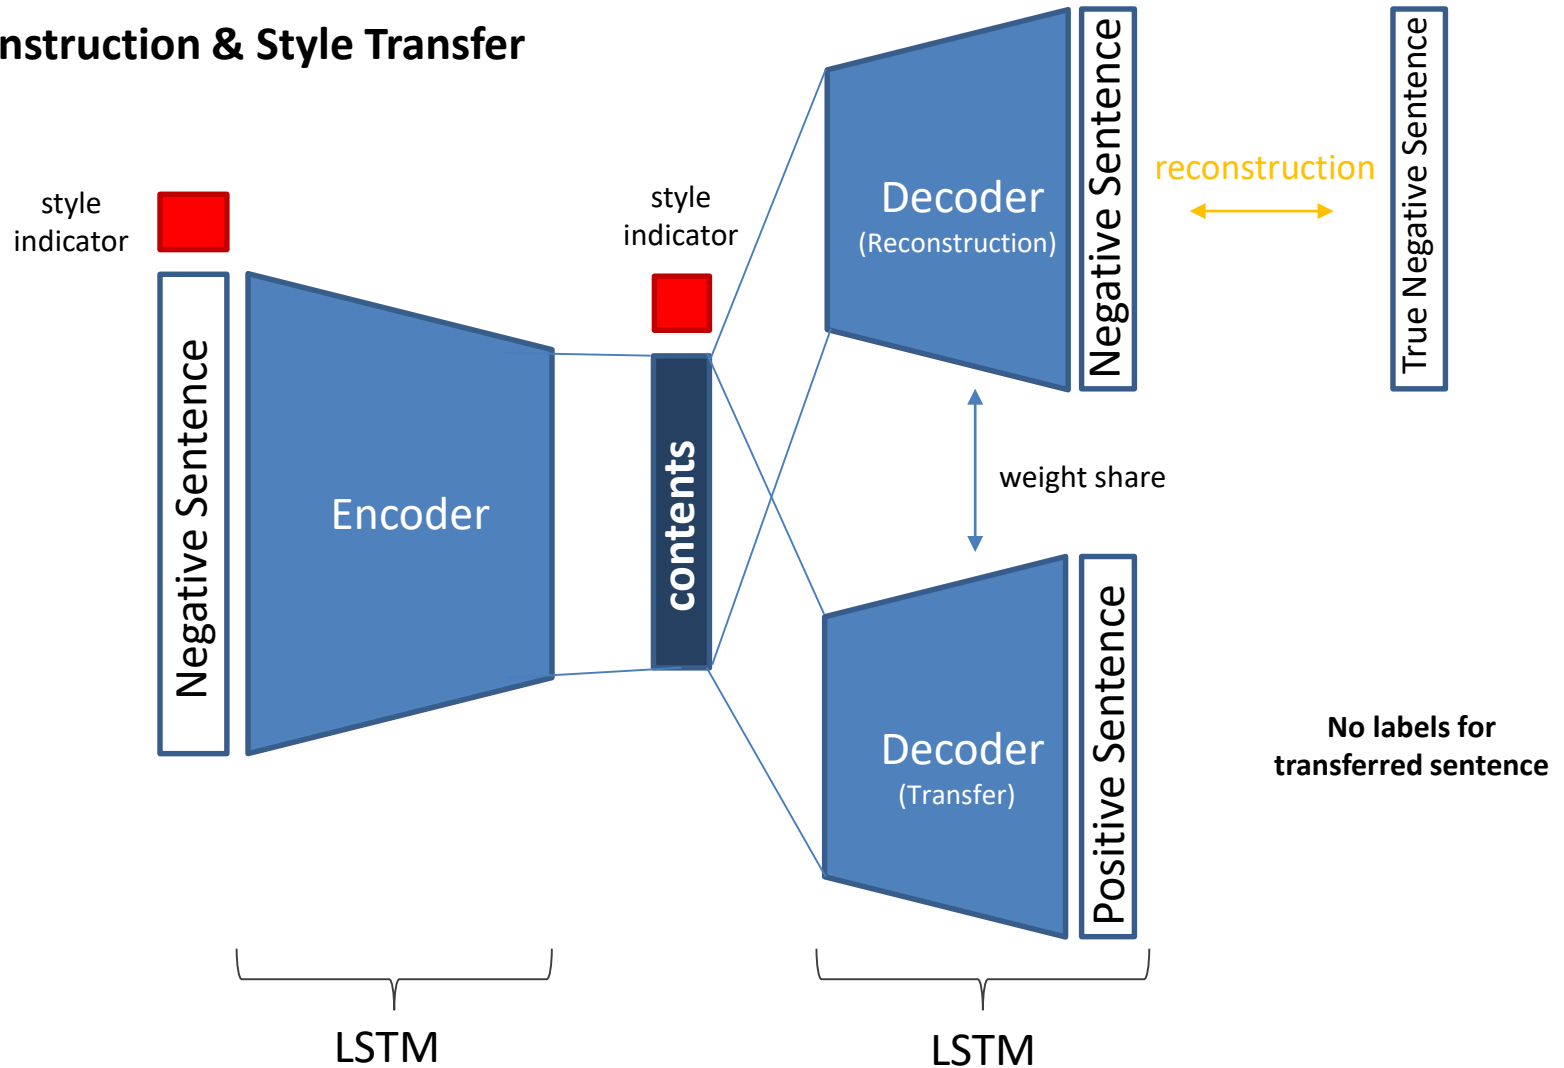 nstruction & Style Transfer
style
indicator
Negative Sentence
Encoder
style
indicator
contents
Decoder
(Reconstruction)
Negative Sentence
reconstruction
True Negative Sentence
weight share
Decoder
(Transfer)
Positive Sentence
No labels for
transferred sentence
LSTM
LSTM